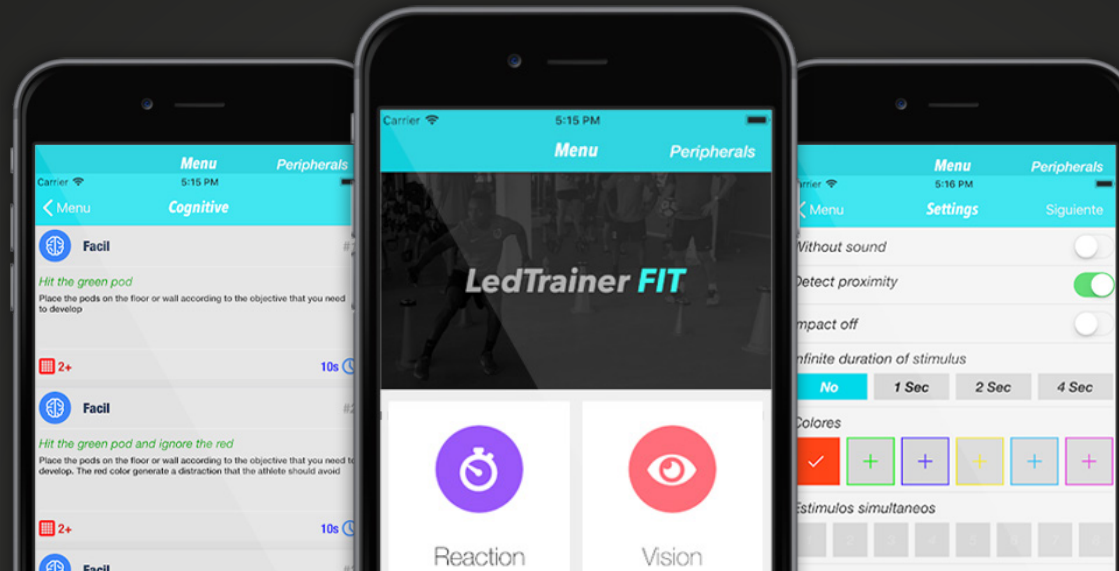 Menu Peripherals
Carrier 5:15 PM
Menu
Cognitive
Facil
Hit the green pod
Place the pods on the floor or wall according to the objective that you need
to develop
2+ 10s
Facil
Hit the green pod and ignore the red
Place the pods on the floor or wall according to the objective that you need to
develop. The red color generate a distraction that the athlete should avoid
2+ 10s
Facil
Carrier 5:15 PM
Menu Peripherals
LedTrainer FIT
Reaction Vision
Menu Peripherals
5:16 PM
Menu Settings Siguiente
Without sound
Detect proximity
mpact off
nfinite duration of stimulus
No 1 Sec 2 Sec 4 Sec
Colores
Estimulos simultaneos